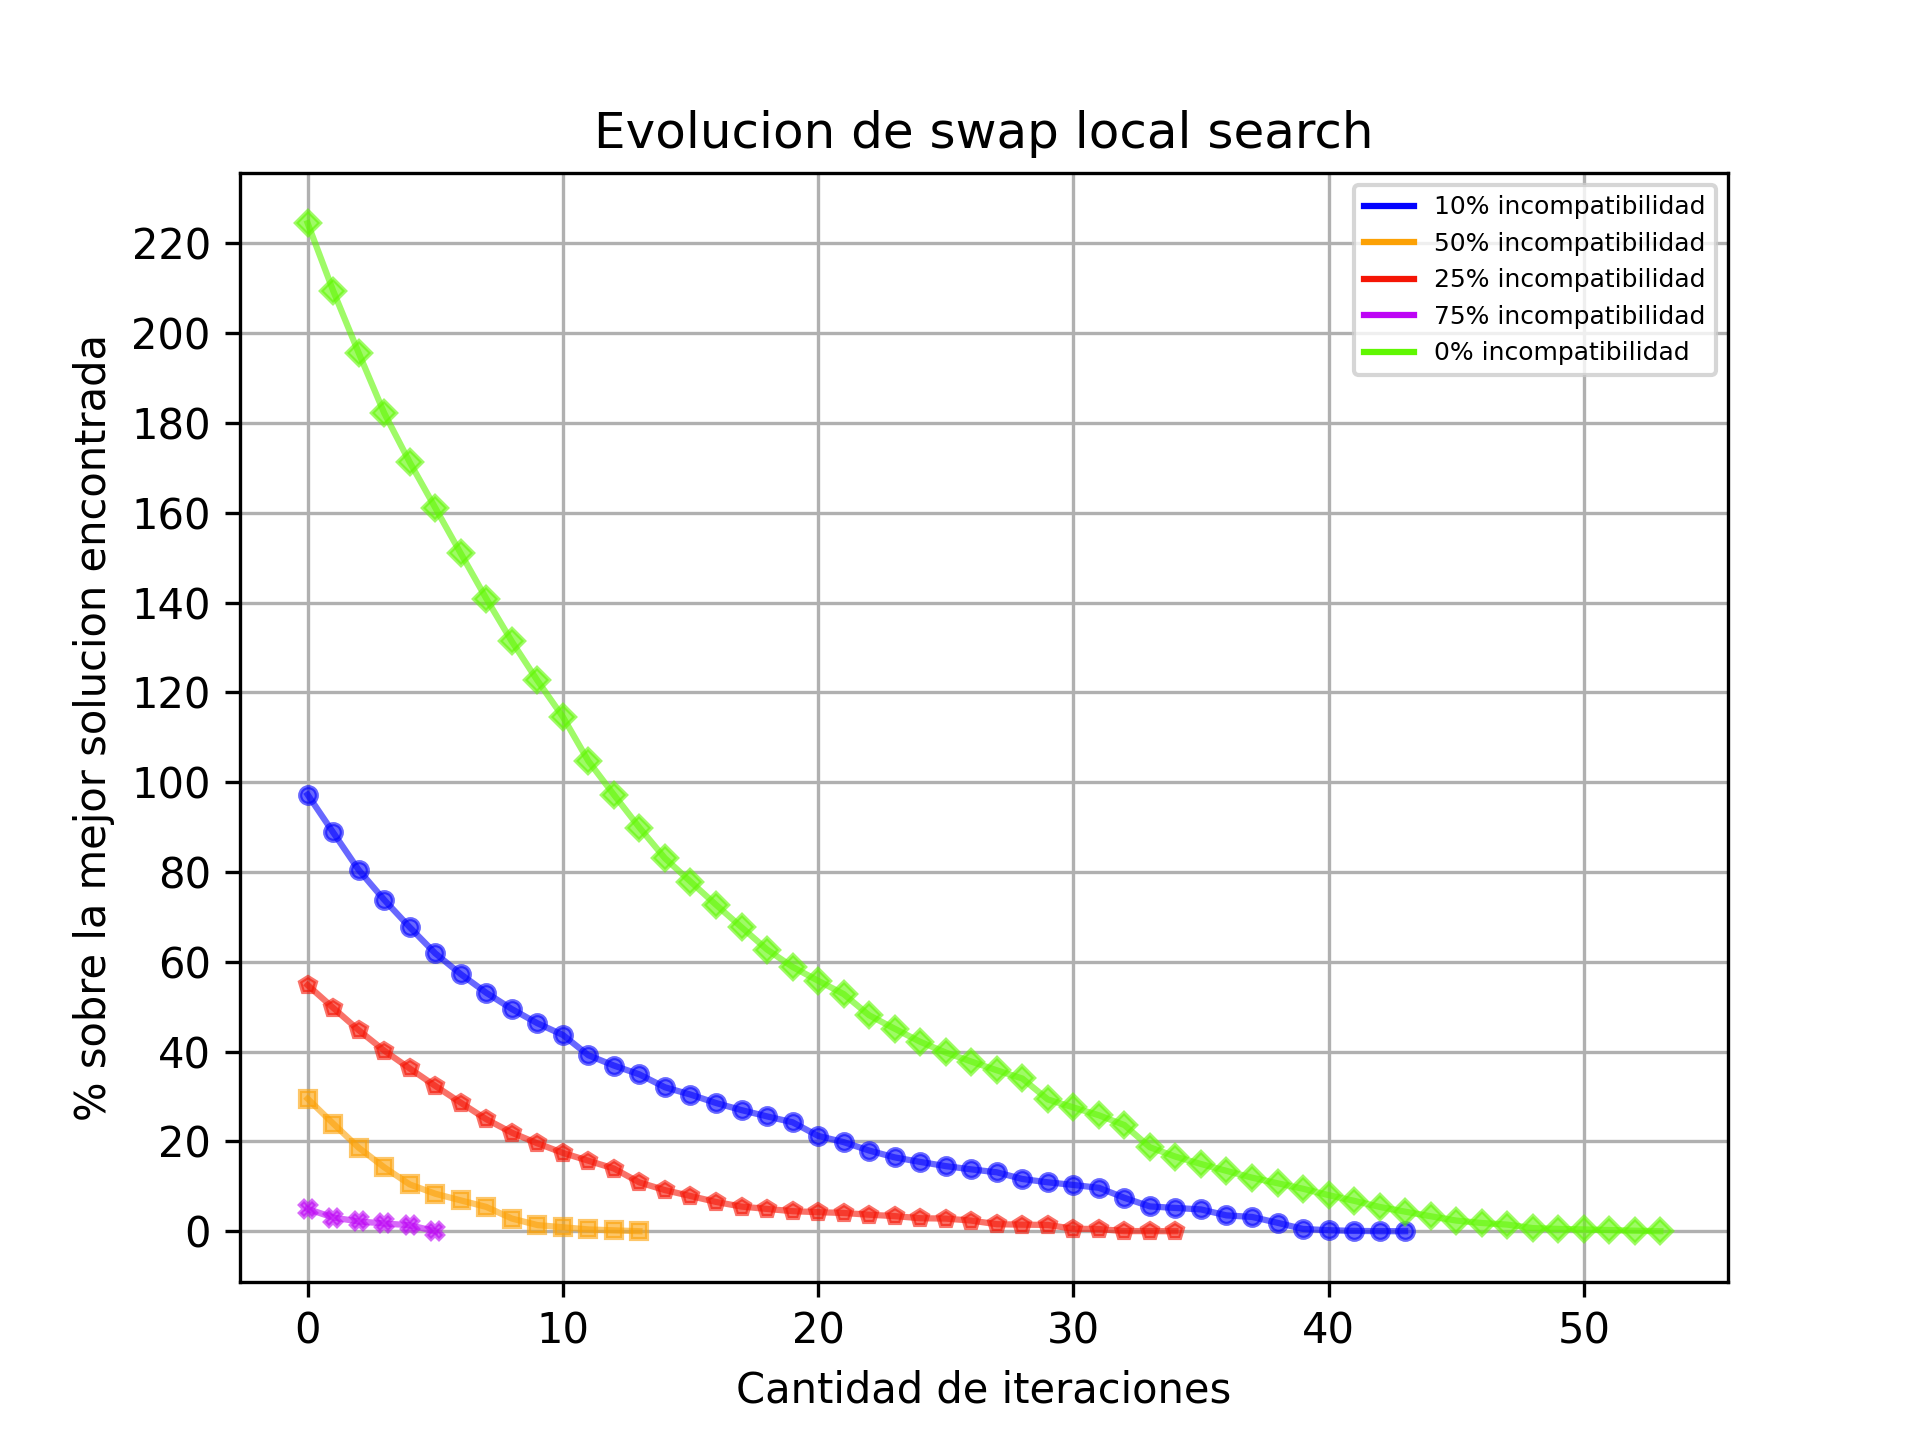 Evolucion de swap local search
% sobre la mejor solucion encontrada
220
200
180
160
140
120
100
80
60
40
20
0
10% incompatibilidad
50% incompatibilidad
25% incompatibilidad
75% incompatibilidad
0% incompatibilidad
0 10 20 30 40 50
Cantidad de iteraciones